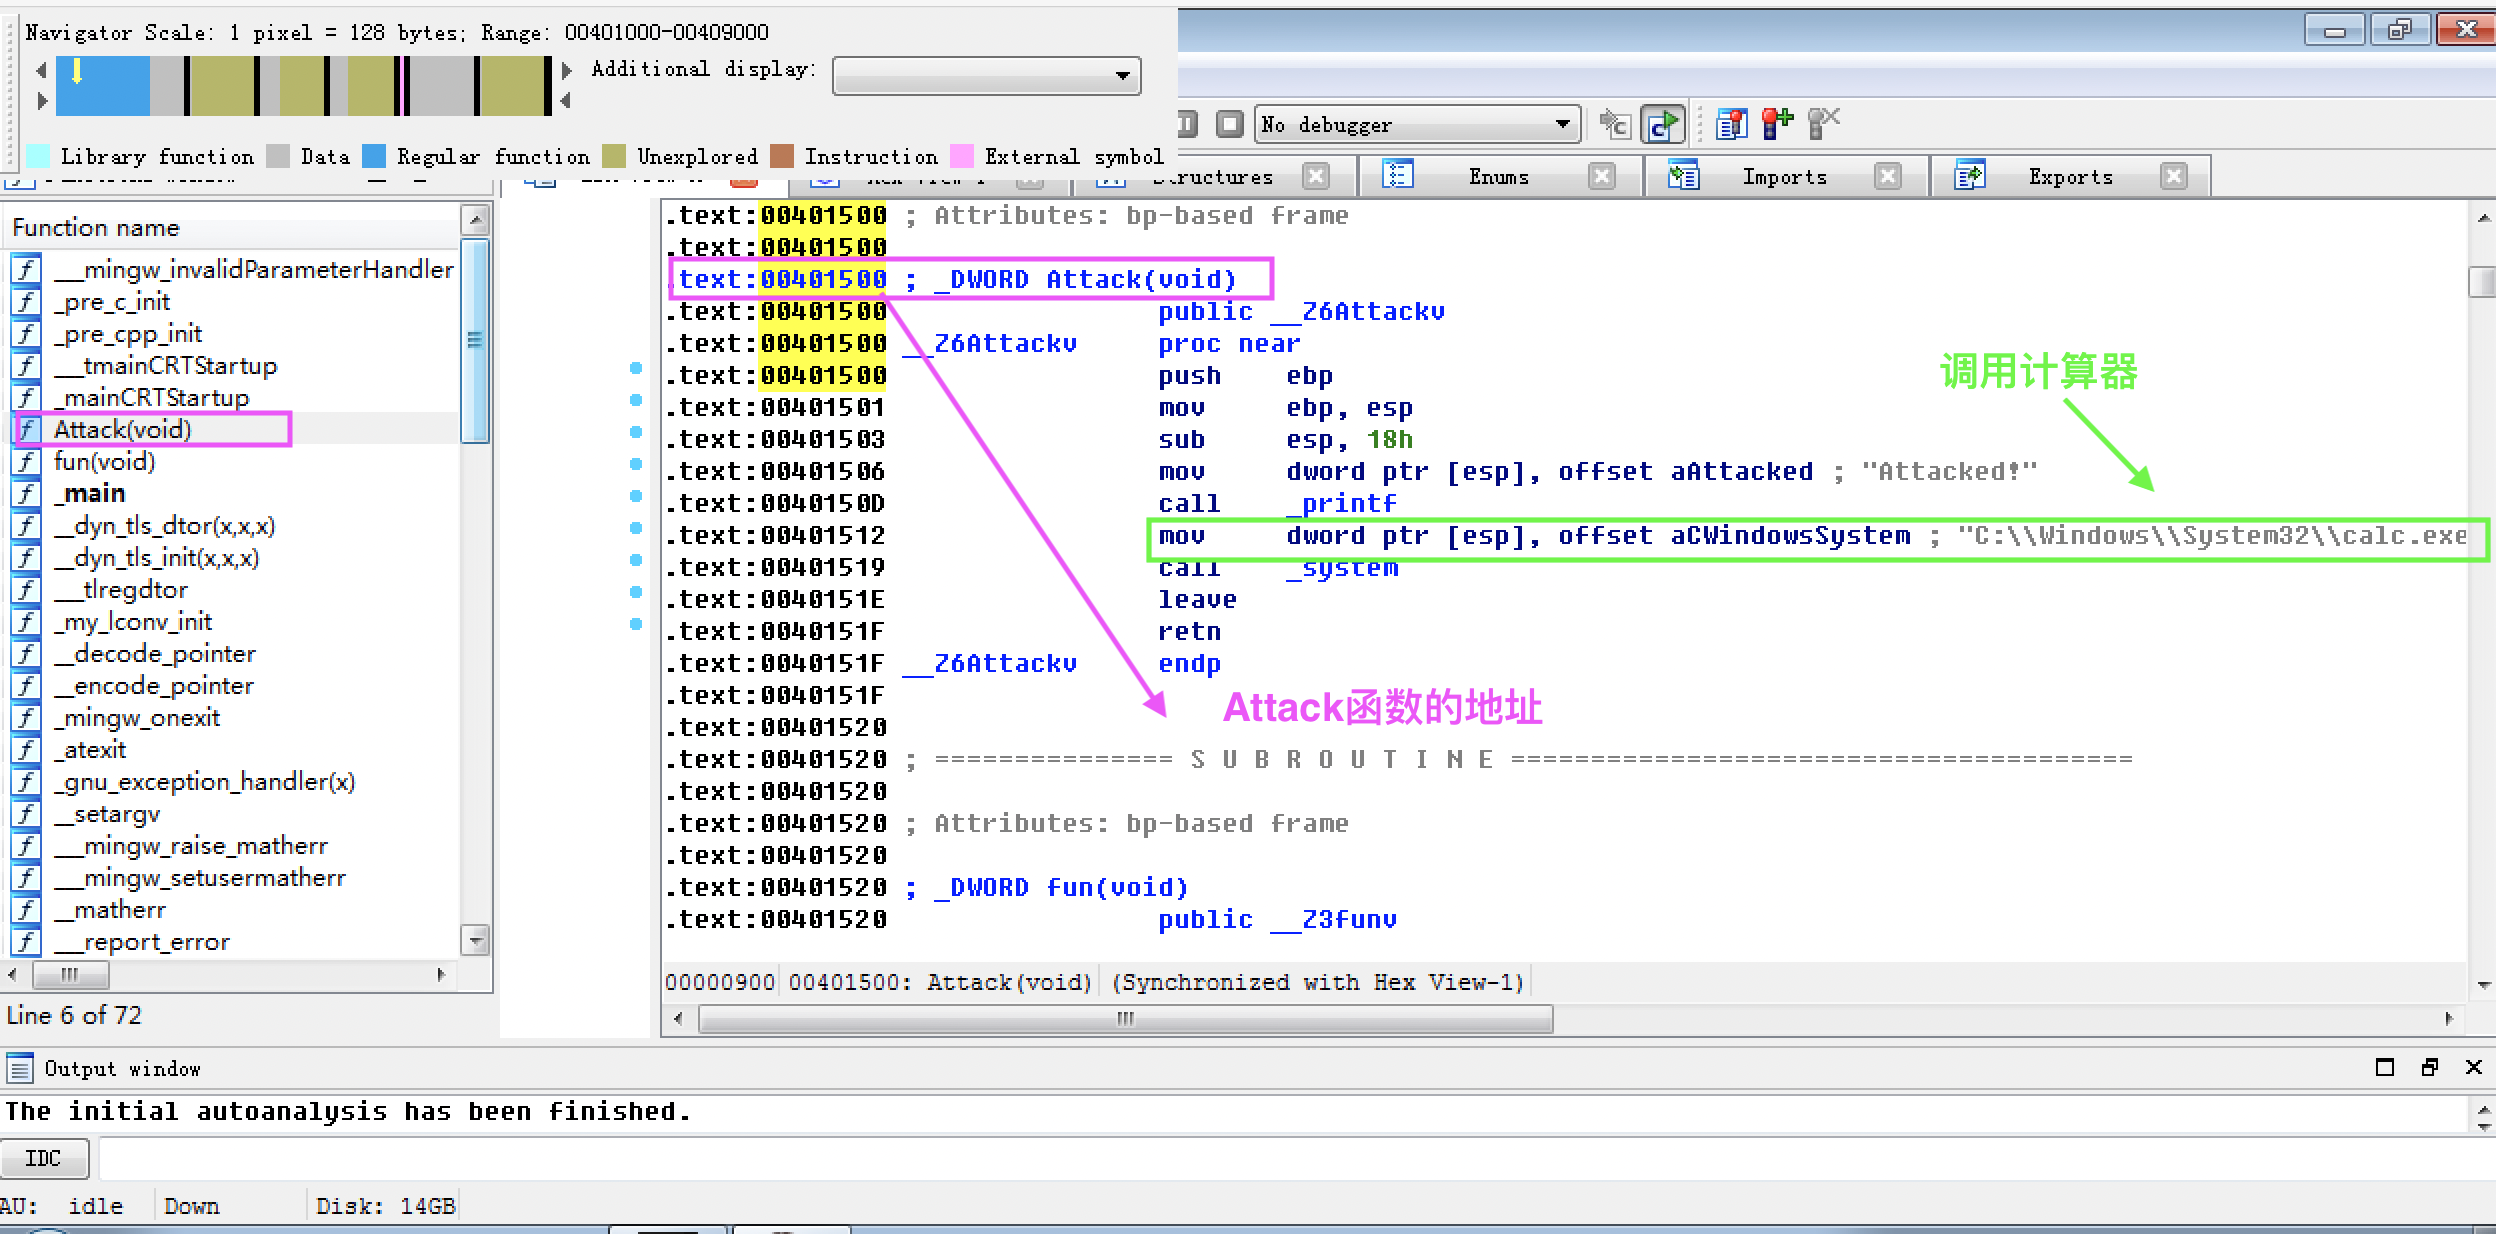 Navigator Scale: 1 pixel = 128 bytes; Range: 00401000-00409000
Additional display:
Library function Data Regular function Unexplored Instruction External symbol
No debugger
Structures Enums Imports Exports
Function name
__mingw_invalidParameterHandler
_pre_c_init
_pre_cpp_init
___tmainCRTStartup
_mainCRTStartup
Attack(void)
fun(void)
_main
__dyn_tls_dtor(x,x,x)
__dyn_tls_init(x,x,x)
___tlregdtor
_my_lconv_init
__decode_pointer
__encode_pointer
_mingw_onexit
_atexit
_gnu_exception_handler(x)
__setargv
___mingw_raise_matherr
___mingw_setusermatherr
__matherr
___report_error
Line 6 of 72
.text:00401500 ; Attributes: bp-based frame
.text:00401500
.text:00401500 ; _DWORD Attack(void)
.text:00401500 public __Z6Attackv
.text:00401500 __Z6Attackv proc near
.text:00401500 push ebp
.text:00401501 mov ebp, esp
.text:00401503 sub esp, 18h
.text:00401506 mov dword ptr [esp], offset aAttacked ; "Attacked!"
.text:0040150D call _printf
.text:00401512 mov dword ptr [esp], offset aCWindowsSystem ; "C:\\Windows\\System32\\calc.exe
.text:00401519 call _system
.text:0040151E leave
.text:0040151F retn
.text:0040151F __Z6Attackv endp
.text:0040151F
.text:00401520
.text:00401520 ; =============== S U B R O U T I N E =======================================
.text:00401520
.text:00401520 ; Attributes: bp-based frame
.text:00401520
.text:00401520 ; _DWORD fun(void)
.text:00401520 public __Z3funv
调用计算器
Attack函数的地址
00000900 00401500: Attack(void) (Synchronized with Hex View-1)
Output window
The initial autoanalysis has been finished.
IDC
AU: idle Down Disk: 14GB